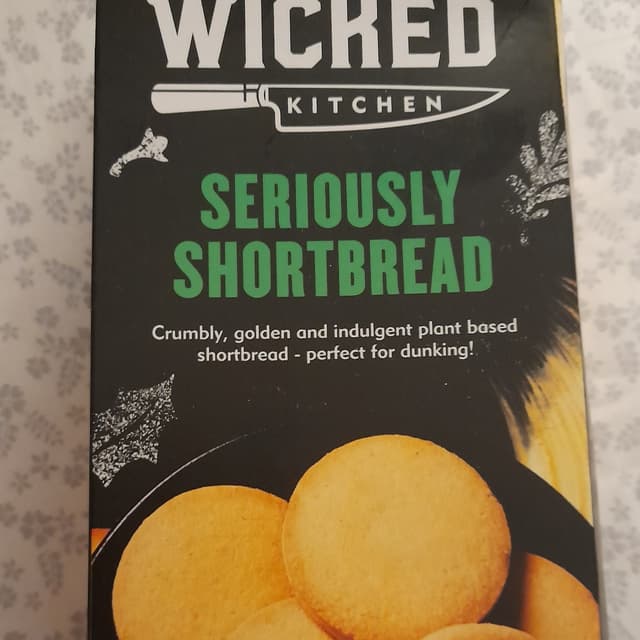 WICKED
KITCHEN
SERIOUSLY
SHORTBREAD
Crumbly, golden and indulgent plant based
shortbread - perfect for dunking!